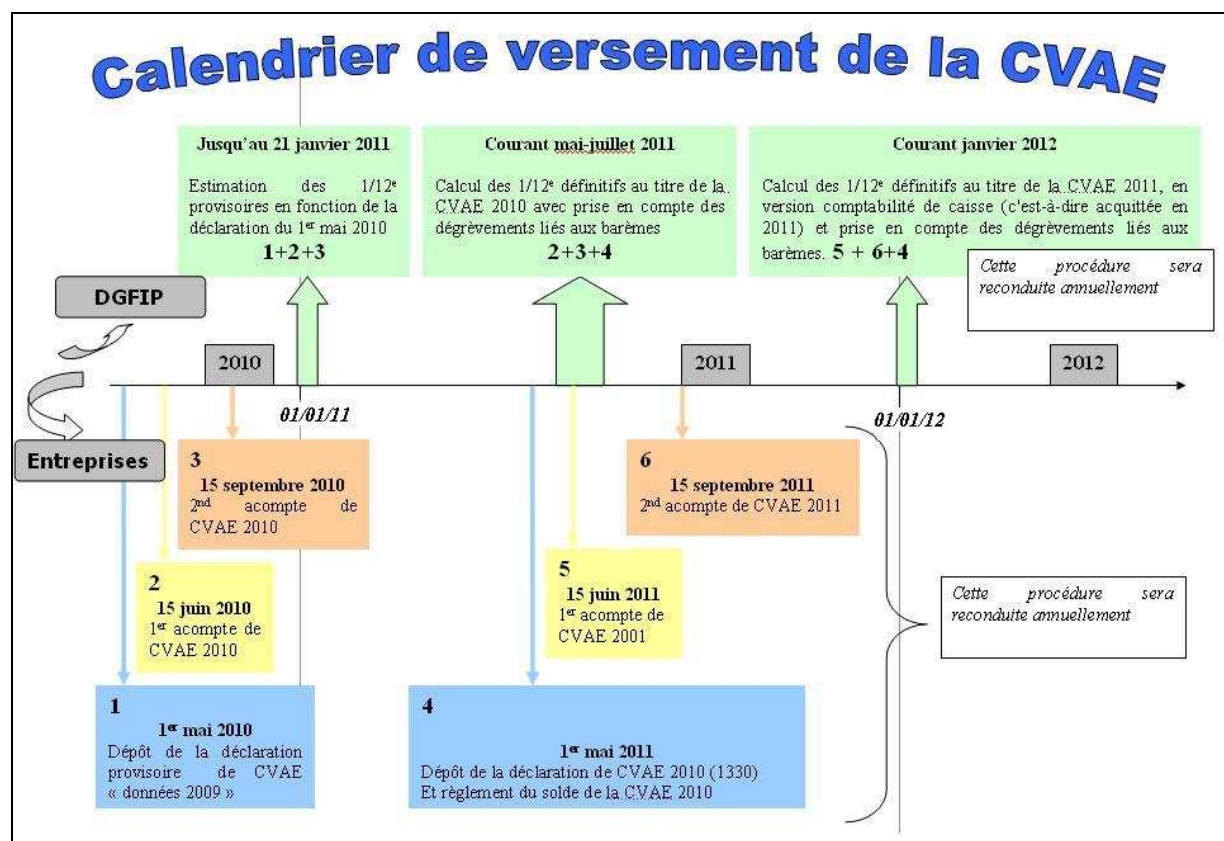 Calendrier de versement de la CVAE
Jusqu'au 21 janvier 2011
Estimation des 1/12e
provisoires en fonction de la
déclaration du 1er mai 2010
1+2+3
Courant mai-juillet 2011
Calcul des 1/12e définitifs au titre de la
CVAE 2010 avec prise en compte des
dégrèvements liés aux barèmes
2+3+4
Courant janvier 2012
Calcul des 1/12e définitifs au titre de la CVAE 2011, en
version comptabilité de caisse (c'est-à-dire acquittée en
2011) et prise en compte des dégrèvements liés aux
barèmes. 5 + 6+4
Cette procédure sera
reconduite annuellement
DGFIP
2010
2011
2012
01/01/11
01/01/12
Entreprises
3
15 septembre 2010
2nd acompte de
CVAE 2010
6
15 septembre 2011
2nd acompte de CVAE 2011
2
15 juin 2010
1er acompte de
CVAE 2010
5
15 juin 2011
1er acompte de
CVAE 2001
Cette procédure sera
reconduite annuellement
1
1er mai 2010
Dépôt de la déclaration
provisoire de CVAE
« données 2009 »
4
1er mai 2011
Dépôt de la déclaration de CVAE 2010 (1330)
Et règlement du solde de la CVAE 2010